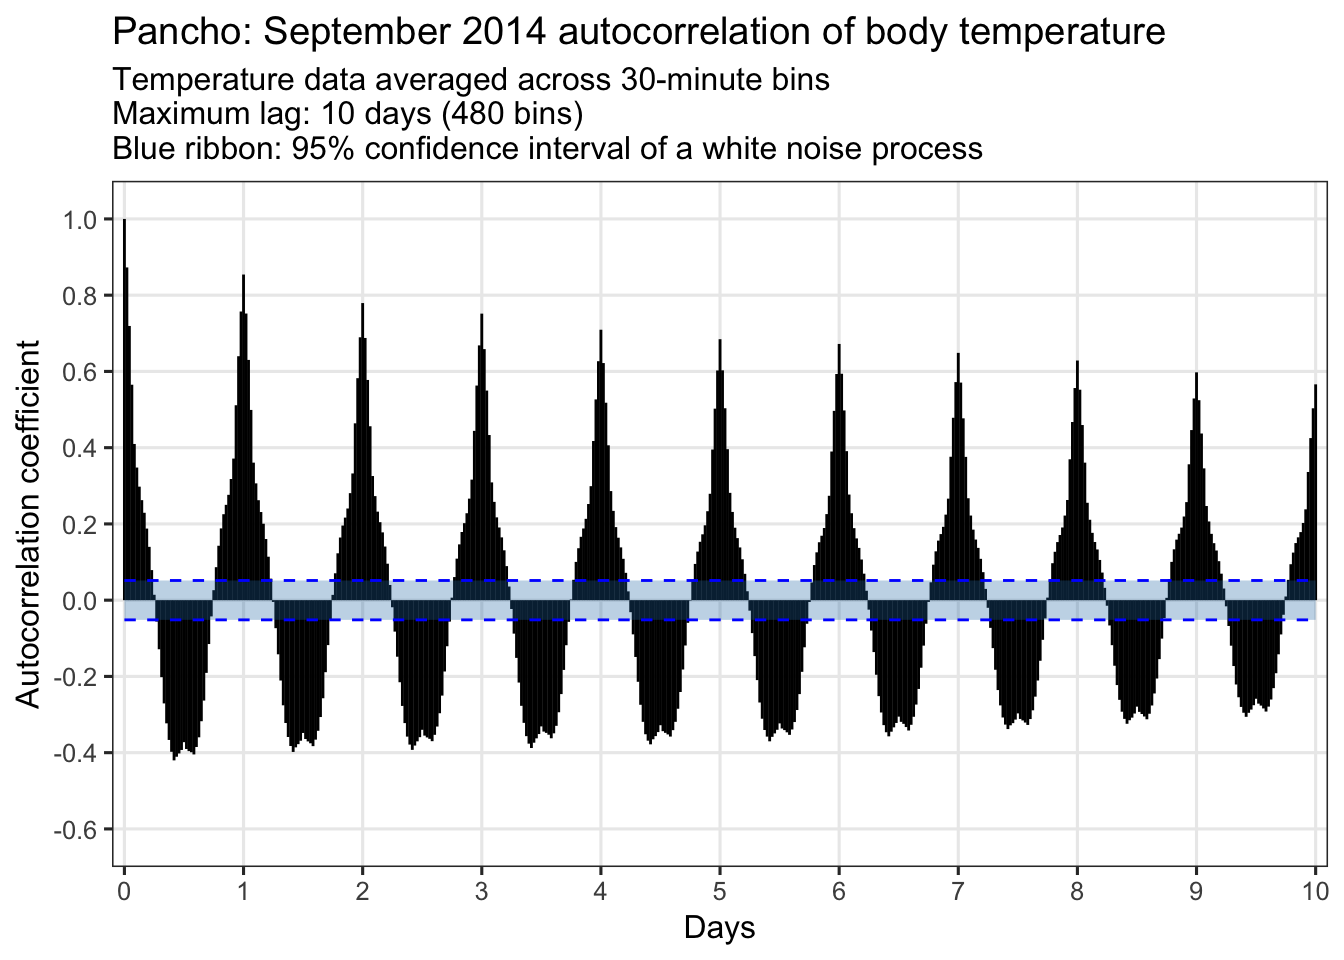 Pancho: September 2014 autocorrelation of body temperature
Temperature data averaged across 30-minute bins
Maximum lag: 10 days (480 bins)
Blue ribbon: 95% confidence interval of a white noise process
Autocorrelation coefficient
1.0
0.8
0.6
0.4
0.2
0.0
-0.2
-0.4
-0.6
0 1 2 3 4 5 6 7 8 9 10
Days